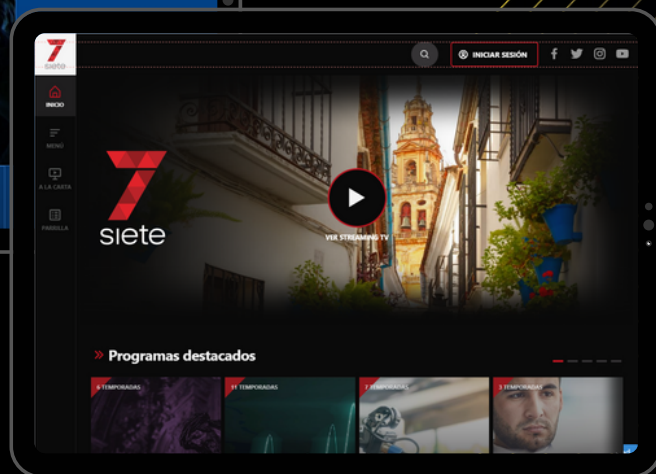 7
siete
INICIAR SESIÓN
INICIO
MENÚ
A LA CARTA
PARRILLA
7
siete
VER STREAMING TV
Programas destacados
6 TEMPORADAS
11 TEMPORADAS
7 TEMPORADAS
3 TEMPORADAS